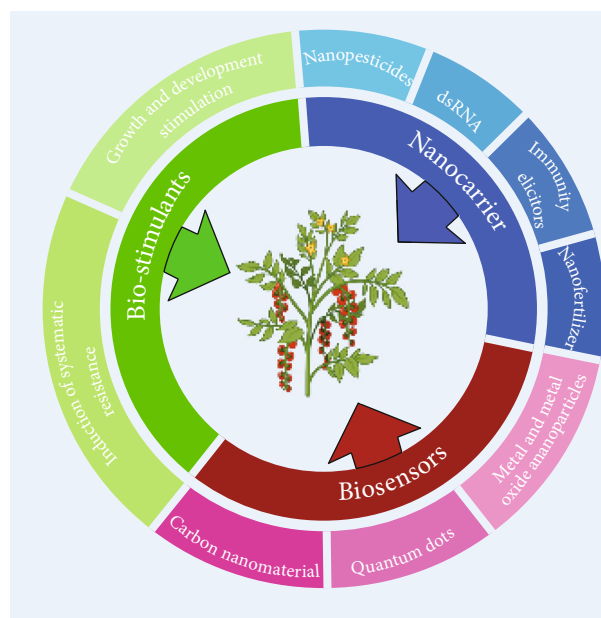 Nanopesticides
dsRNA
Immunity
elicitors
Nanofertilizer
Metal and metal
oxide ananoparticles
Quantum dots
Carbon nanomaterial
Induction of systematic
resistance
Growth and development
stimulation
Nanocarrier
Biosensors
Bio-stimulants